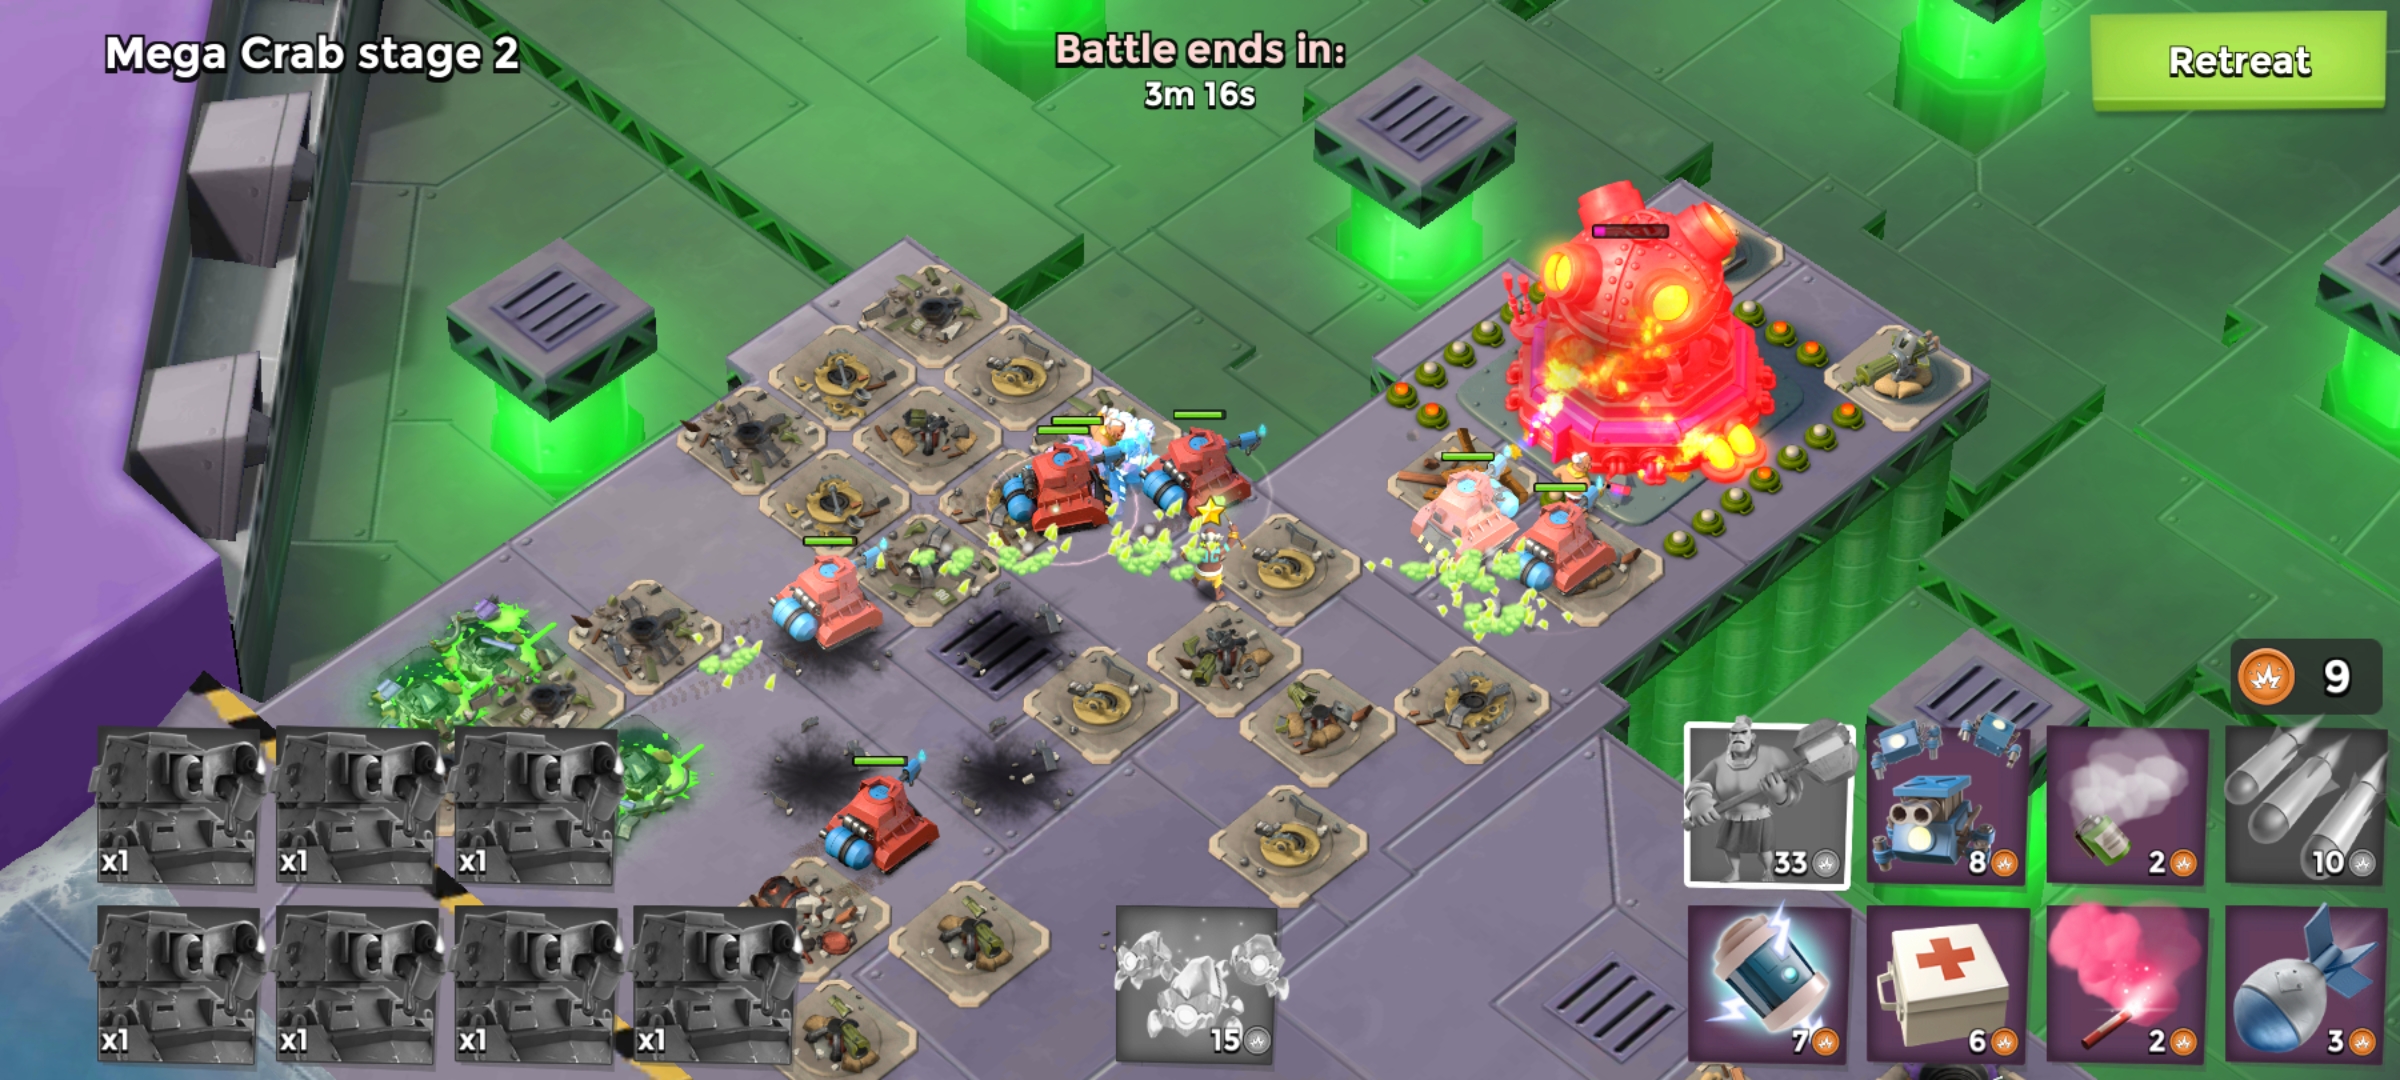 Mega Crab stage 2
Battle ends in:
3m 16s
Retreat
9
33
8
2
10
x1
x1
x1
x1
x1
x1
x1
15
7
6
2
3